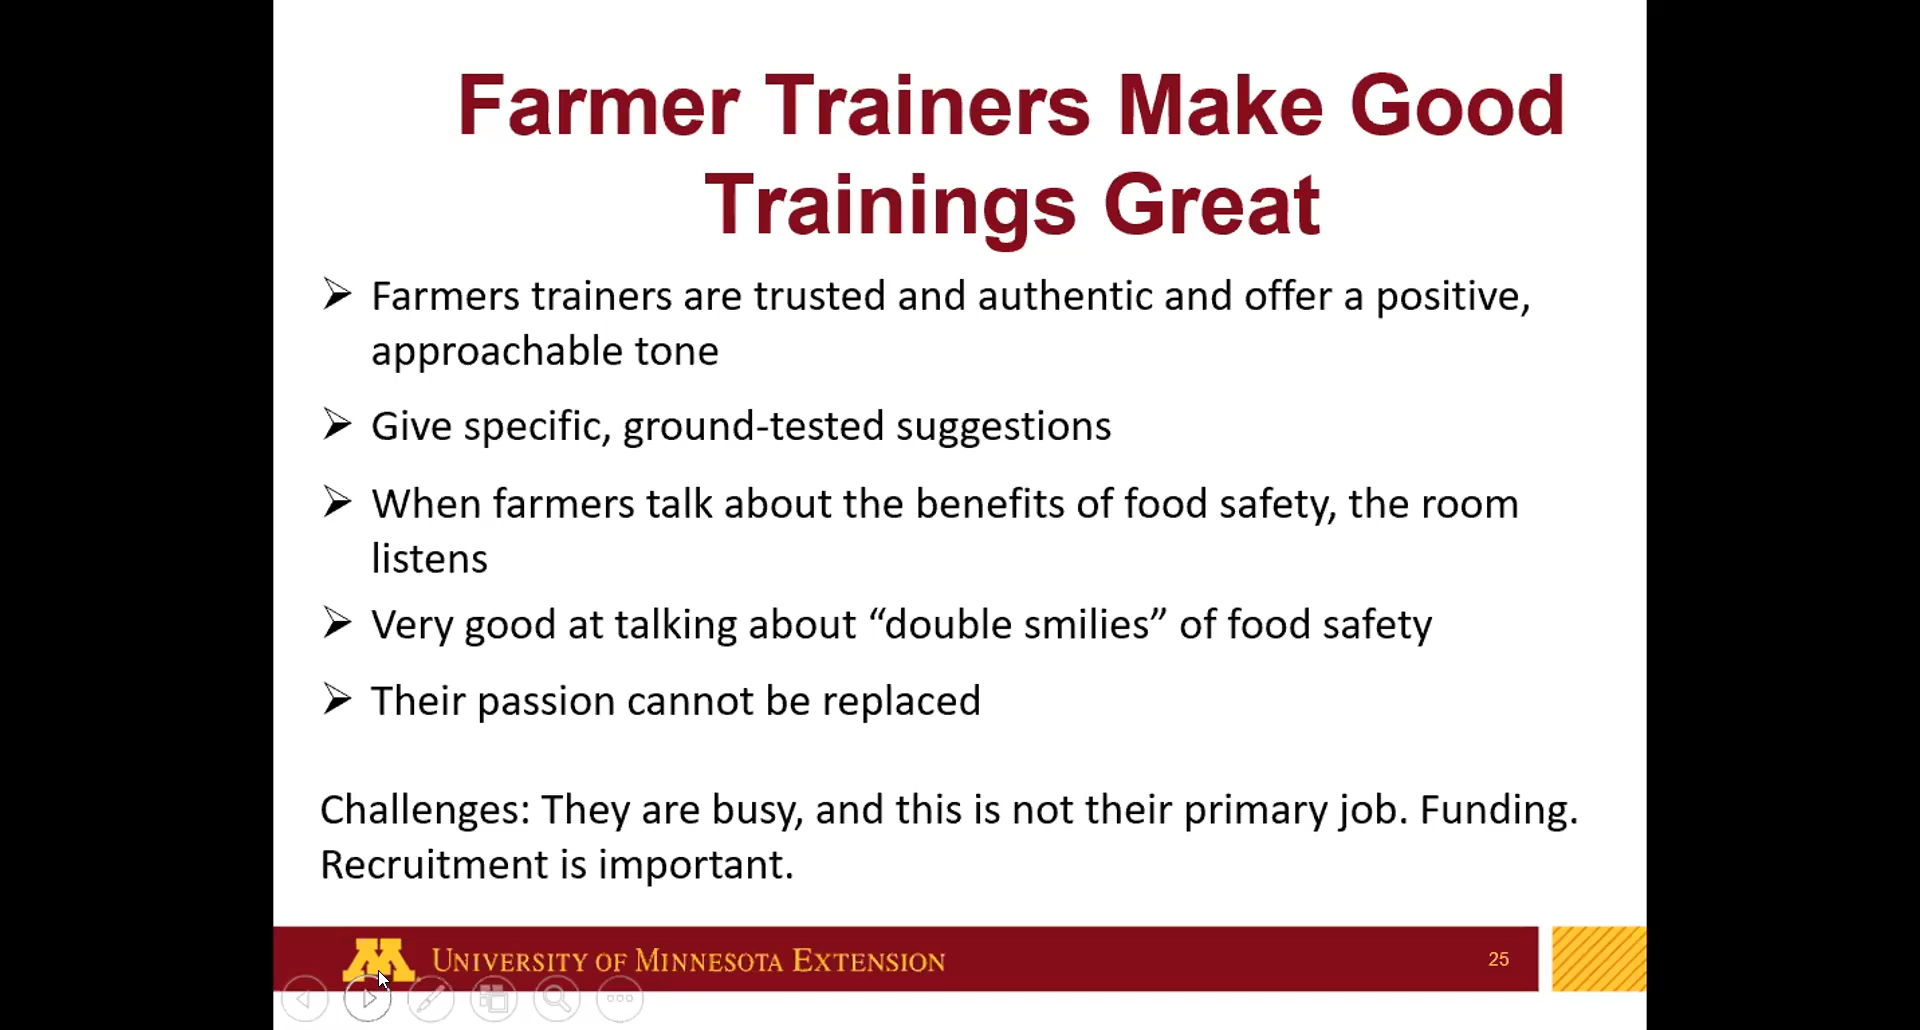 Farmer Trainers Make Good
Trainings Great
➢ Farmers trainers are trusted and authentic and offer a positive,
approachable tone
➢ Give specific, ground-tested suggestions
➢ When farmers talk about the benefits of food safety, the room
listens
➢ Very good at talking about “double smilies” of food safety
➢ Their passion cannot be replaced
Challenges: They are busy, and this is not their primary job. Funding.
Recruitment is important.
M University of Minnesota Extension
25